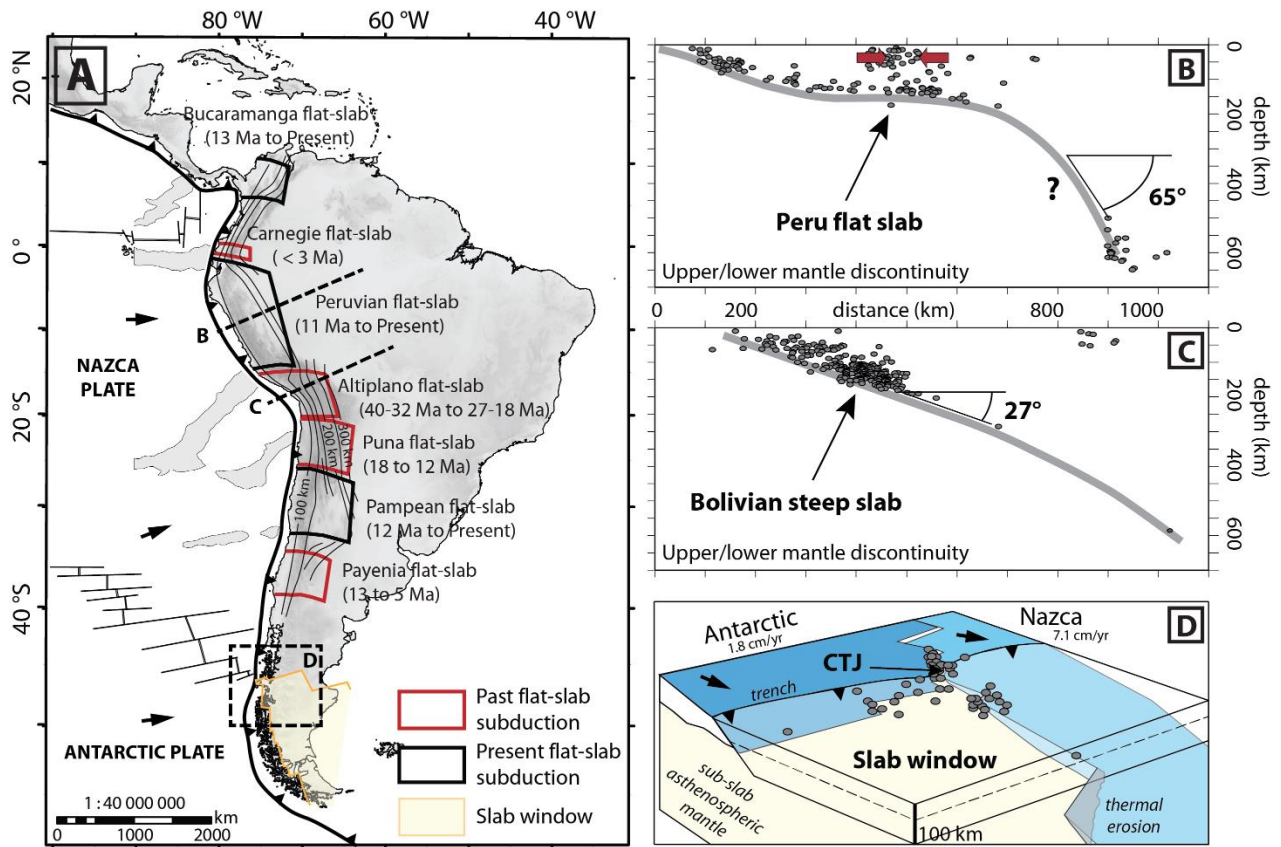 80 °W
60 °W
40 °W
A
20°N
0°
20°S
40°S
Bucaramanga flat-slab
(13 Ma to Present)
Carnegie flat-slab
( < 3 Ma)
Peruvian flat-slab
(11 Ma to Present)
B
NAZCA
PLATE
C
Altiplano flat-slab
(40-32 Ma to 27-18 Ma)
300 km
200 km
Puna flat-slab
(18 to 12 Ma)
100 km
Pampean flat-slab
(12 Ma to Present)
Payenia flat-slab
(13 to 5 Ma)
D
ANTARCTIC PLATE
Past flat-slab
subduction
Present flat-slab
subduction
Slab window
1 : 40 000 000
km
0
1000
2000
B
0
200
400
600
depth (km)
Peru flat slab
?
65°
Upper/lower mantle discontinuity
200
400
distance (km)
800
1000
C
0
200
400
600
depth (km)
27°
Bolivian steep slab
Upper/lower mantle discontinuity
D
Antarctic
1.8 cm/yr
Nazca
7.1 cm/yr
CTJ
trench
Slab window
sub-slab
asthenospheric
mantle
thermal
erosion
100 km